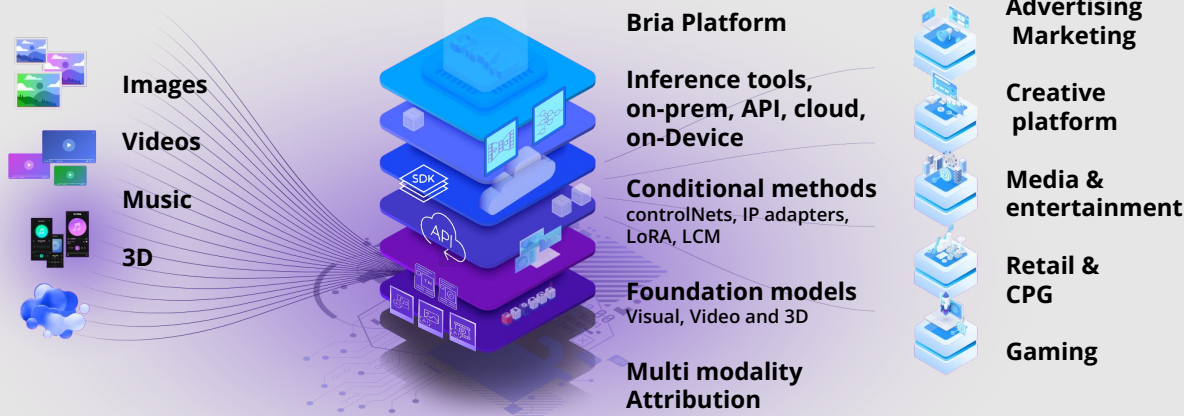 Images
Videos
Music
3D
SDK
API
Bria Platform
Inference tools,
on-prem, API, cloud,
on-Device
Conditional methods
controlNets, IP adapters,
LoRA, LCM
Foundation models
Visual, Video and 3D
Multi modality
Attribution
Advertising
Marketing
Creative
platform
Media &
entertainment
Retail &
CPG
Gaming